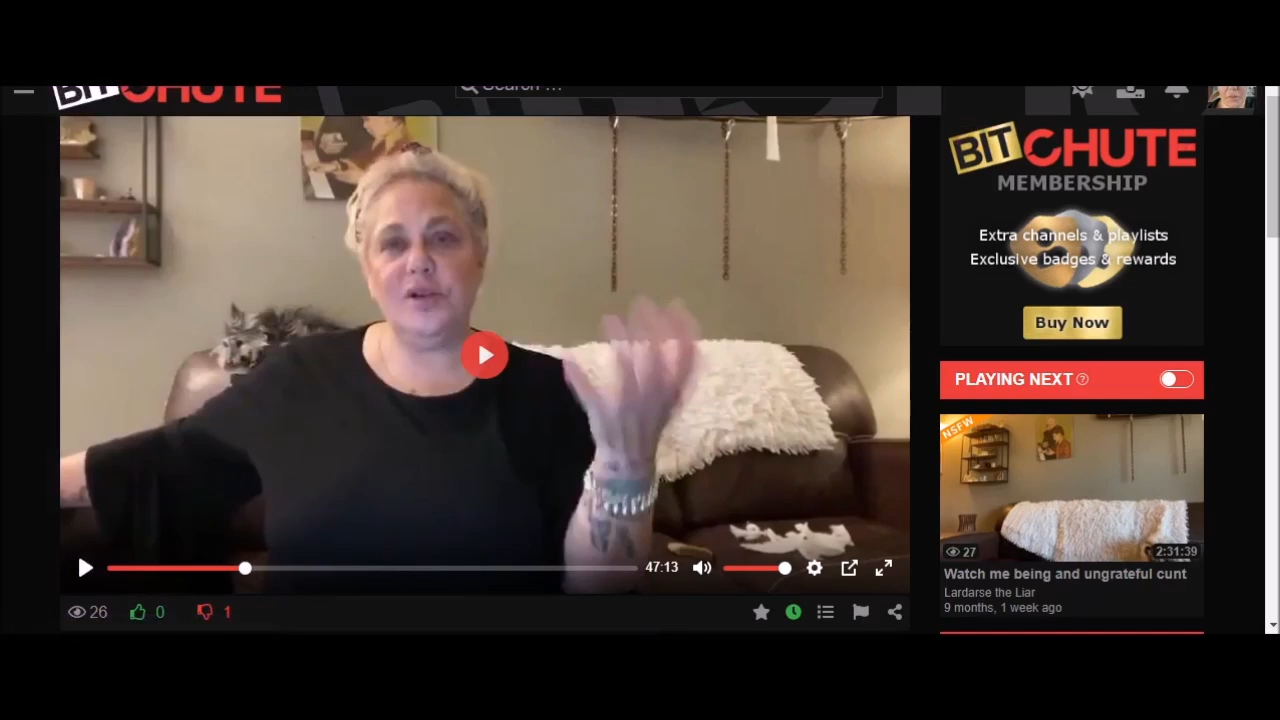 BITCHUTE
Search ...
BITCHUTE
MEMBERSHIP
Extra channels & playlists
Exclusive badges & rewards
Buy Now
PLAYING NEXT
NSFW
27
2:31:39
Watch me being and ungrateful cunt
Lardarse the Liar
9 months, 1 week ago
47:13
26
0
1